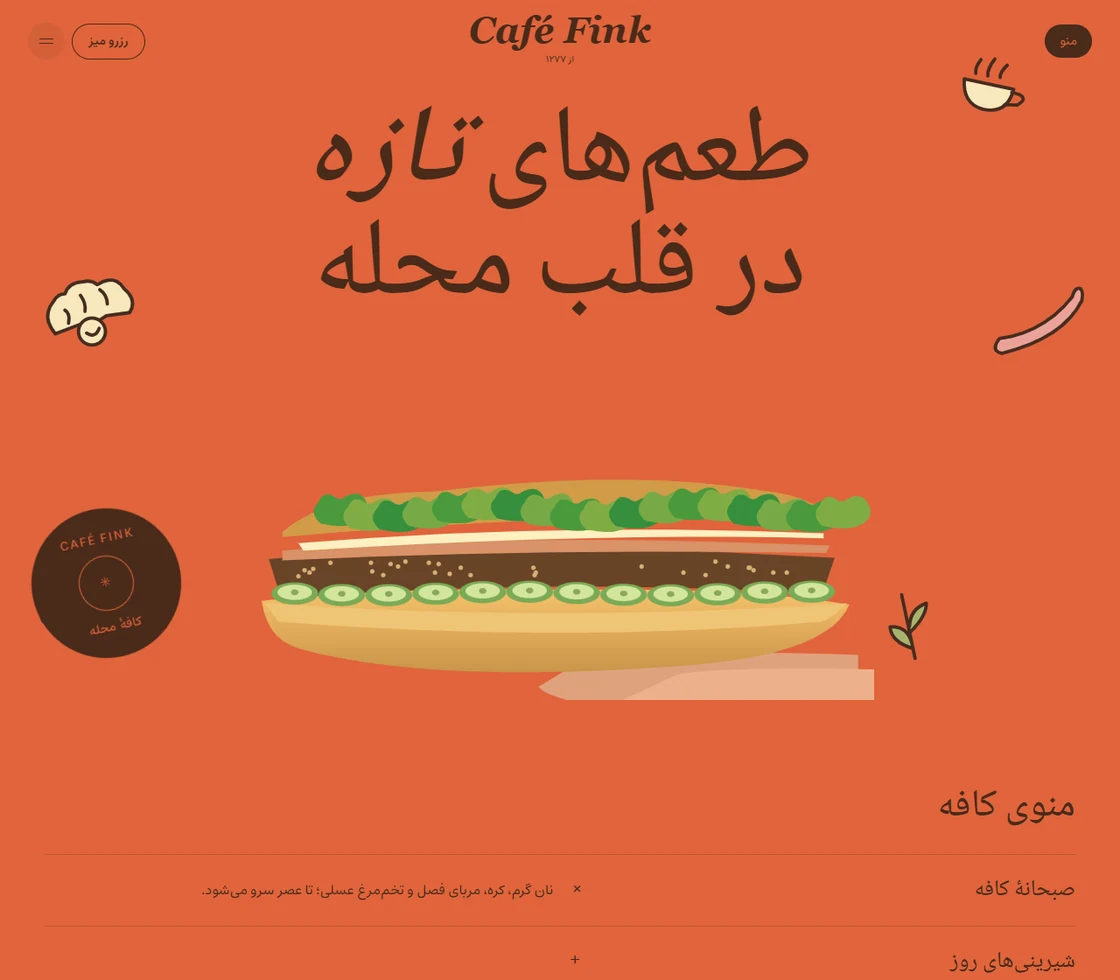 منو
Café Fink
از ۱۲۷۷
رزرو میز
طعم‌های تازه
در قلب محله
CAFÉ FINK
کافهٔ محله
منوی کافه
صبحانهٔ کافه
× نان گرم، کره، مربای فصل و تخم‌مرغ عسلی؛ تا عصر سرو می‌شود.
شیرینی‌های روز
+